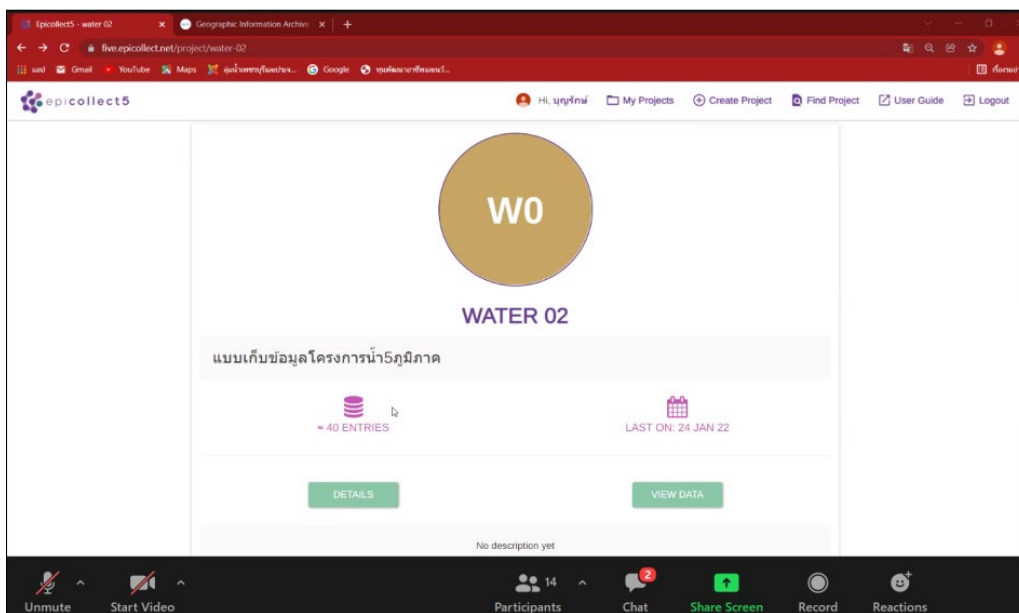 Epicollect5 - water 02
Geographic Information Archive
five.epicollect.net/project/water-02
แอป Gmail YouTube Maps Google
epicollect5
Hi, บุญรักษ์ My Projects Create Project Find Project User Guide Logout
W0
WATER 02
แบบเก็บข้อมูลโครงการน้ำ5ภูมิภาค
≈ 40 ENTRIES LAST ON: 24 JAN 22
DETAILS VIEW DATA
No description yet
14 2
Unmute Start Video Participants Chat Share Screen Record Reactions